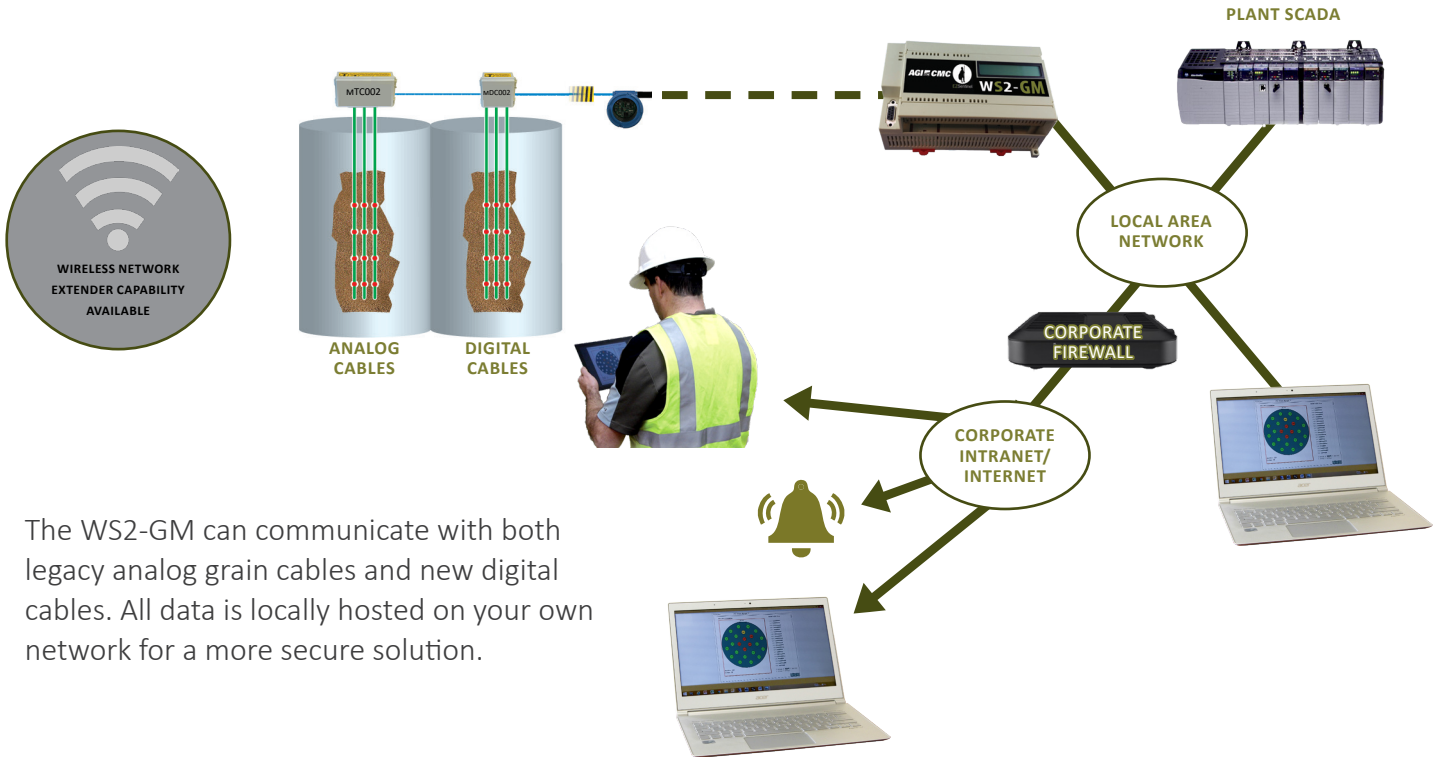 PLANT SCADA
MTC002
MDC002
AGI CMC
WS2-GM
LOCAL AREA
NETWORK
WIRELESS NETWORK
EXTENDER CAPABILITY
AVAILABLE
CORPORATE
FIREWALL
ANALOG
CABLES
DIGITAL
CABLES
CORPORATE
INTRANET/
INTERNET
The WS2-GM can communicate with both
legacy analog grain cables and new digital
cables. All data is locally hosted on your own
network for a more secure solution.
acer
acer